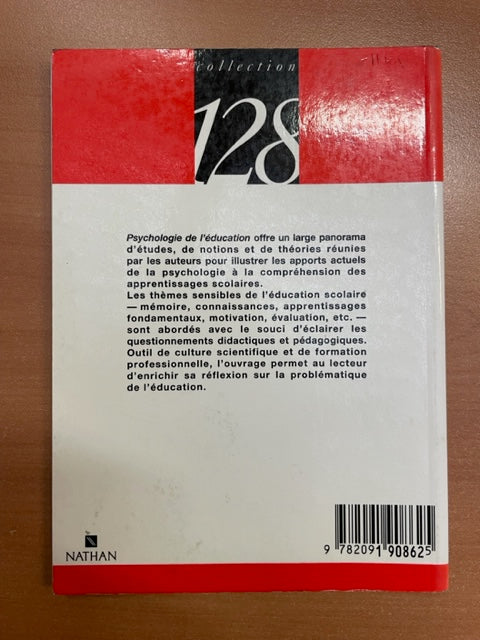 collection
128
Psychologie de l'éducation offre un large panorama
d'études, de notions et de théories réunies
par les auteurs pour illustrer les apports actuels
de la psychologie à la compréhension des
apprentissages scolaires.
Les thèmes sensibles de l'éducation scolaire
— mémoire, connaissances, apprentissages
fondamentaux, motivation, évaluation, etc. —
sont abordés avec le souci d'éclairer les
questionnements didactiques et pédagogiques.
Outil de culture scientifique et de formation
professionnelle, l'ouvrage permet au lecteur
d'enrichir sa réflexion sur la problématique
de l'éducation.
NATHAN
9 782091 908625